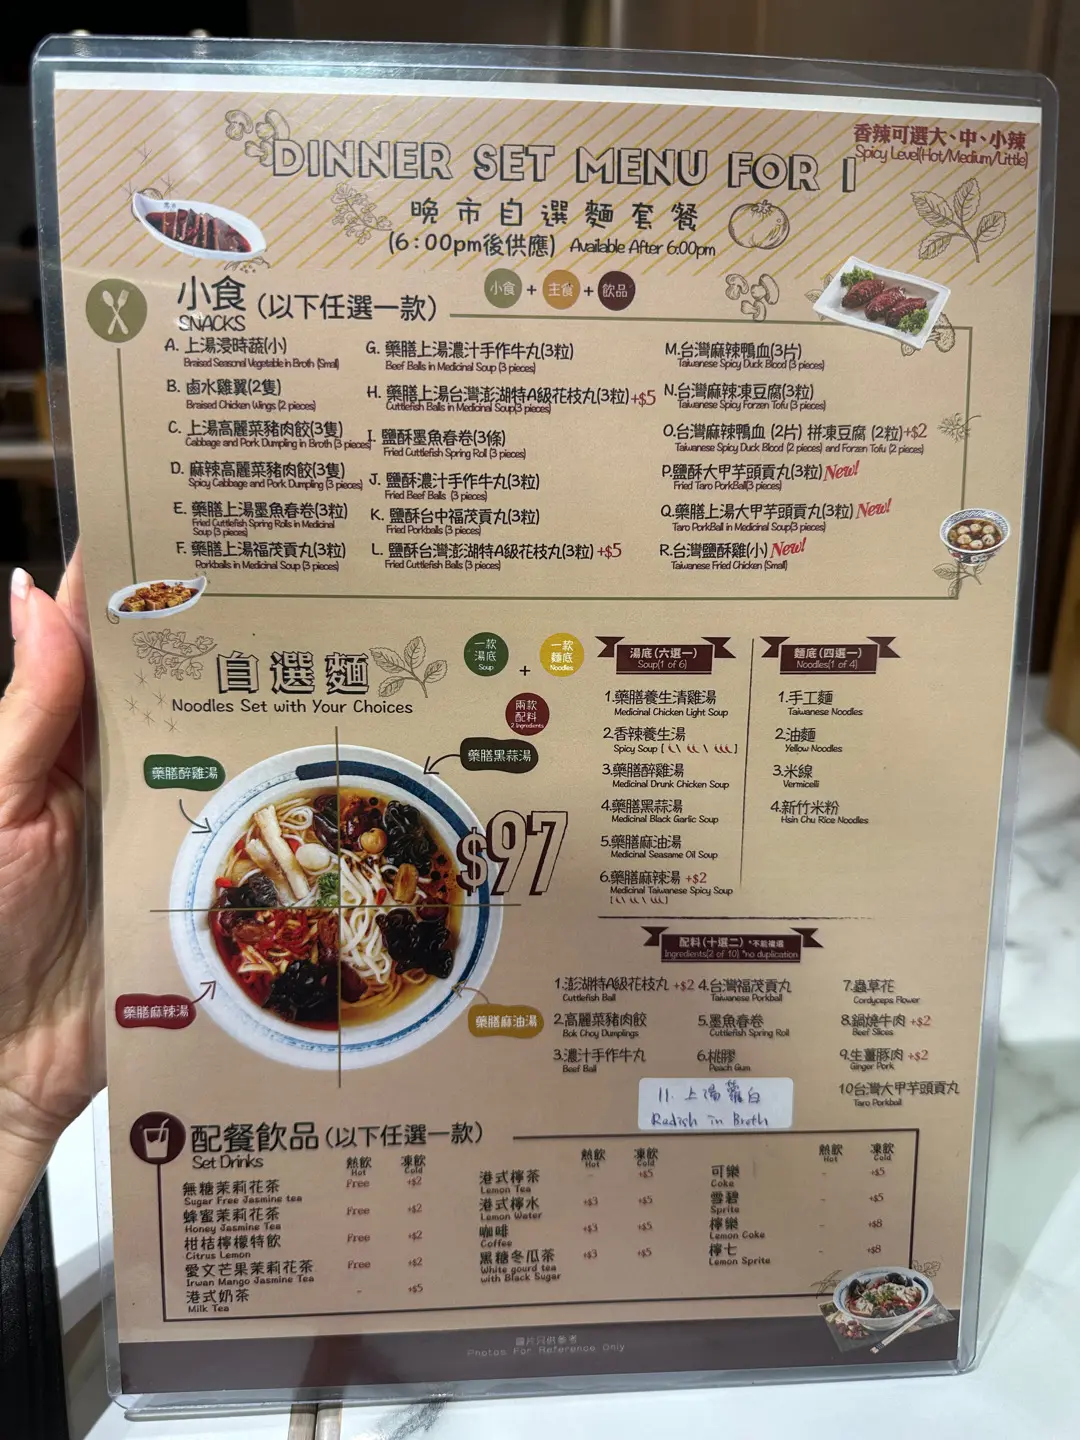 香辣可選大、中、小辣
Spicy Level(Hot/Medium/Little)
DINNER SET MENU FOR 1
晚市自選麵套餐
(6:00pm後供應) Available After 6:00pm
小食 + 主食 + 飲品
小食 (以下任選一款)
SNACKS
A. 上湯浸時蔬(小)
Braised Seasonal Vegetable in Broth (Small)
B. 鹵水雞翼(2隻)
Braised Chicken Wings (2 pieces)
C. 上湯高麗菜豬肉餃(3隻)
Cabbage and Pork Dumpling in Broth (3 pieces)
D. 麻辣高麗菜豬肉餃(3隻)
Spicy Cabbage and Pork Dumpling (3 pieces)
E. 藥膳上湯墨魚春卷(3粒)
Fried Cuttlefish Spring Rolls in Medicinal
Soup (3 pieces)
F. 藥膳上湯福茂貢丸(3粒)
Porkballs in Medicinal Soup (3 pieces)
G. 藥膳上湯濃汁手作牛丸(3粒)
Beef Balls in Medicinal Soup (3 pieces)
H. 藥膳上湯台灣澎湖特A級花枝丸(3粒)+$5
Cuttlefish Balls in Medicinal Soup(3 pieces)
I. 鹽酥墨魚春卷(3條)
Fried Cuttlefish Spring Roll (3 pieces)
J. 鹽酥濃汁手作牛丸(3粒)
Fried Beef Balls (3 pieces)
K. 鹽酥台中福茂貢丸(3粒)
Fried Porkballs (3 pieces)
L. 鹽酥台灣澎湖特A級花枝丸(3粒) +$5
Fried Cuttlefish Balls (3 pieces)
M.台灣麻辣鴨血(3片)
Taiwanese Spicy Duck Blood (3 pieces)
N.台灣麻辣凍豆腐(3粒)
Taiwanese Spicy Forzen Tofu (3 pieces)
O.台灣麻辣鴨血 (2片) 拼凍豆腐 (2粒)+$2
Taiwanese Spicy Duck Blood (2 pieces) and Forzen Tofu (2 pieces)
P.鹽酥大甲芋頭貢丸(3粒) New!
Fried Taro PorkBall(3 pieces)
Q.藥膳上湯大甲芋頭貢丸(3粒) New!
Taro PorkBall in Medicinal Soup(3 pieces)
R.台灣鹽酥雞(小) New!
Taiwanese Fried Chicken (Small)
自選麵
Noodles Set with Your Choices
一款
湯底
Soup
+
一款
麵底
Noodles
兩款
配料
2 Ingredients
藥膳醉雞湯
藥膳黑蒜湯
$97
藥膳麻辣湯
藥膳麻油湯
湯底(六選一)
Soup(1 of 6)
1.藥膳養生清雞湯
Medicinal Chicken Light Soup
2.香辣養生湯
Spicy Soup
3.藥膳醉雞湯
Medicinal Drunk Chicken Soup
4.藥膳黑蒜湯
Medicinal Black Garlic Soup
5.藥膳麻油湯
Medicinal Seasame Oil Soup
6.藥膳麻辣湯 +$2
Medicinal Taiwanese Spicy Soup
麵底(四選一)
Noodles(1 of 4)
1.手工麵
Taiwanese Noodles
2.油麵
Yellow Noodles
3.米線
Vermicelli
4.新竹米粉
Hsin Chu Rice Noodles
配料(十選二) *不能複選
Ingredients(2 of 10) *no duplication
1.澎湖特A級花枝丸 +$2
Cuttlefish Ball
2.高麗菜豬肉餃
Bok Choy Dumplings
3.濃汁手作牛丸
Beef Ball
4.台灣福茂貢丸
Taiwanese Porkball
5.墨魚春卷
Cuttlefish Spring Roll
6.桃膠
Peach Gum
7.蟲草花
Cordyceps Flower
8.鍋燒牛肉 +$2
Beef Slices
9.生薑豚肉 +$2
Ginger Pork
10台灣大甲芋頭貢丸
Taro Porkball
11. 上湯蘿白
Radish in Broth
配餐飲品(以下任選一款)
Set Drinks
熱飲 凍飲
Hot Cold
無糖茉莉花茶 Free +$2
Sugar Free Jasmine tea
蜂蜜茉莉花茶 Free +$2
Honey Jasmine Tea
柑桔檸檬特飲 Free +$2
Citrus Lemon
愛文芒果茉莉花茶 Free +$2
Irwan Mango Jasmine Tea
港式奶茶 - +$5
Milk Tea
熱飲 凍飲
Hot Cold
港式檸茶 - +$5
Lemon Tea
港式檸水 +$3 +$5
Lemon Water
咖啡 +$3 +$5
Coffee
黑糖冬瓜茶 +$3 +$5
White gourd tea
with Black Sugar
熱飲 凍飲
Hot Cold
可樂 - +$5
Coke
雪碧 - +$5
Sprite
檸樂 - +$8
Lemon Coke
檸七 - +$8
Lemon Sprite
圖片只供參考
Photos For Reference Only